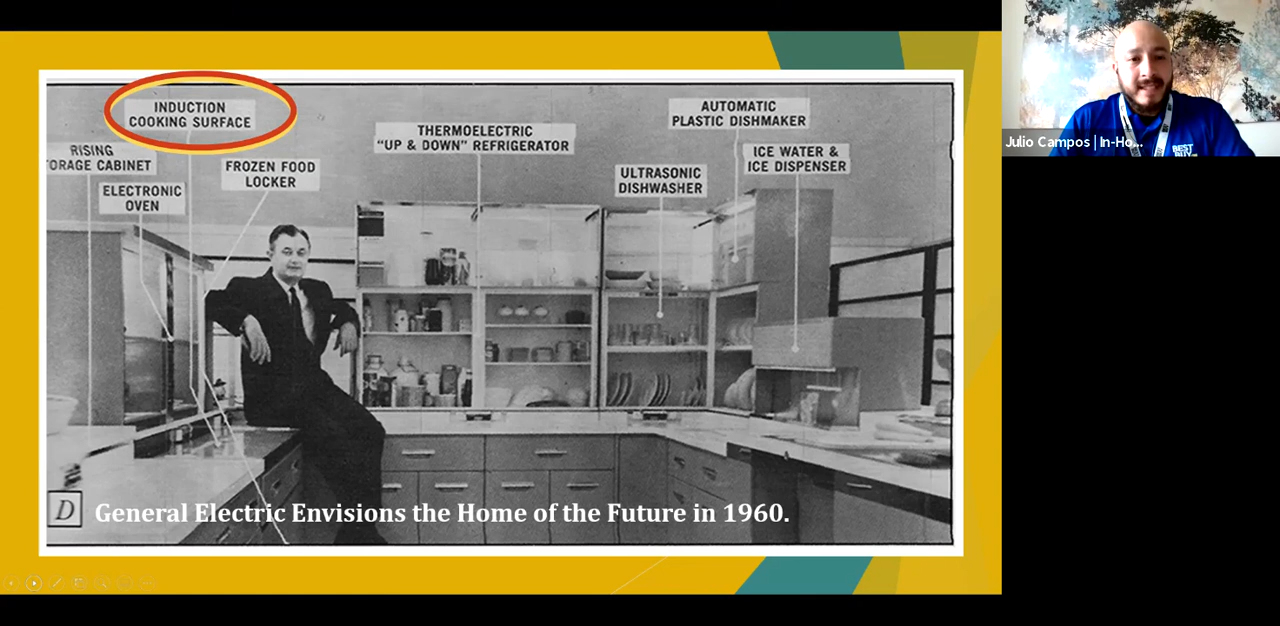 INDUCTION
COOKING SURFACE
RISING
ORAGE CABINET
ELECTRONIC
OVEN
FROZEN FOOD
LOCKER
THERMOELECTRIC
“UP & DOWN” REFRIGERATOR
ULTRASONIC
DISHWASHER
AUTOMATIC
PLASTIC DISHMAKER
ICE WATER &
ICE DISPENSER
D
General Electric Envisions the Home of the Future in 1960.
Julio Campos | In-Ho...
BEST
BUY